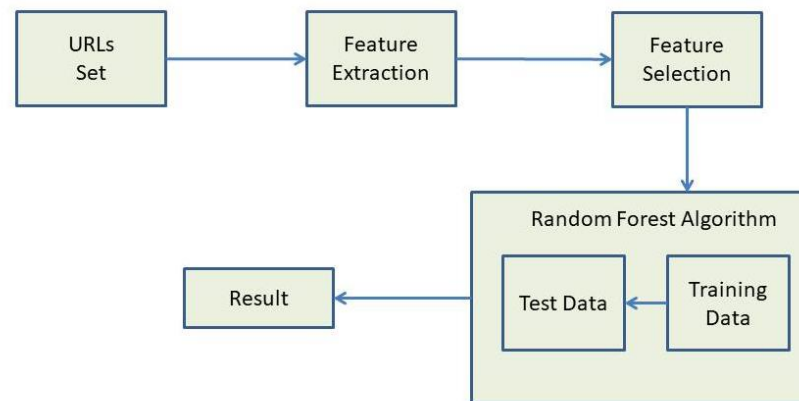 URLs
Set
Feature
Extraction
Feature
Selection
Random Forest Algorithm
Result
Test Data
Training
Data